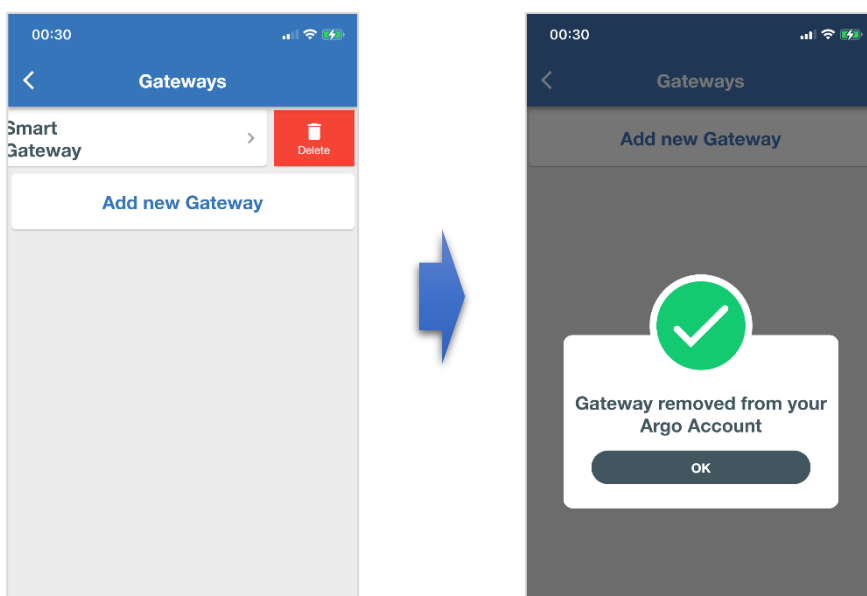 00:30
Gateways
Smart
Gateway
Delete
Add new Gateway
00:30
Gateways
Add new Gateway
Gateway removed from your
Argo Account
OK